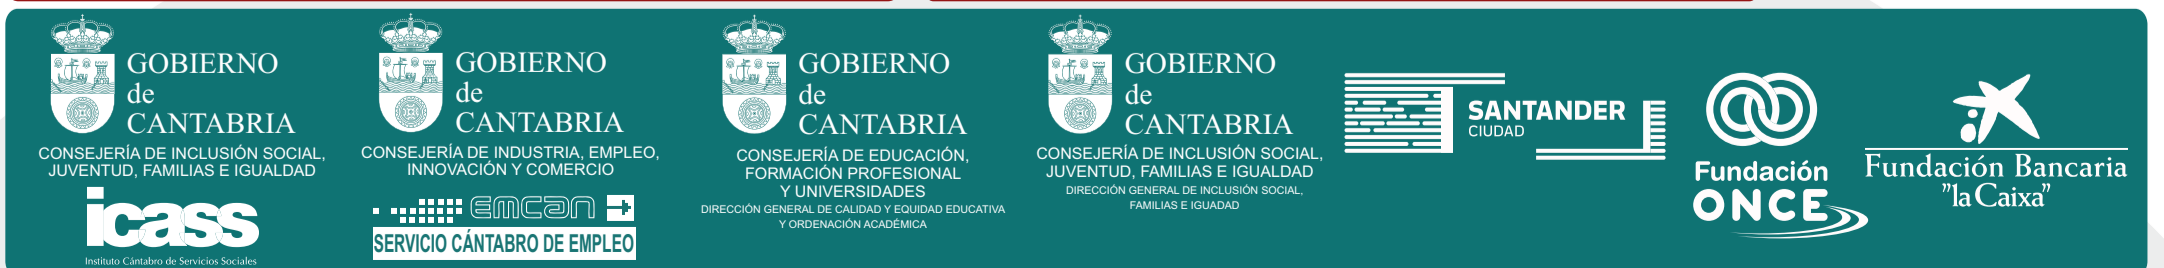 GOBIERNO
de
CANTABRIA
CONSEJERÍA DE INCLUSIÓN SOCIAL,
JUVENTUD, FAMILIAS E IGUALDAD
icass
Instituto Cántabro de Servicios Sociales
GOBIERNO
de
CANTABRIA
CONSEJERÍA DE INDUSTRIA, EMPLEO,
INNOVACIÓN Y COMERCIO
emcan
SERVICIO CÁNTABRO DE EMPLEO
GOBIERNO
de
CANTABRIA
CONSEJERÍA DE EDUCACIÓN,
FORMACIÓN PROFESIONAL
Y UNIVERSIDADES
DIRECCIÓN GENERAL DE CALIDAD Y EQUIDAD EDUCATIVA
Y ORDENACIÓN ACADÉMICA
GOBIERNO
de
CANTABRIA
CONSEJERÍA DE INCLUSIÓN SOCIAL,
JUVENTUD, FAMILIAS E IGUALDAD
DIRECCIÓN GENERAL DE INCLUSIÓN SOCIAL,
FAMILIAS E IGUADAD
SANTANDER
CIUDAD
Fundación
ONCE
Fundación Bancaria
"la Caixa"